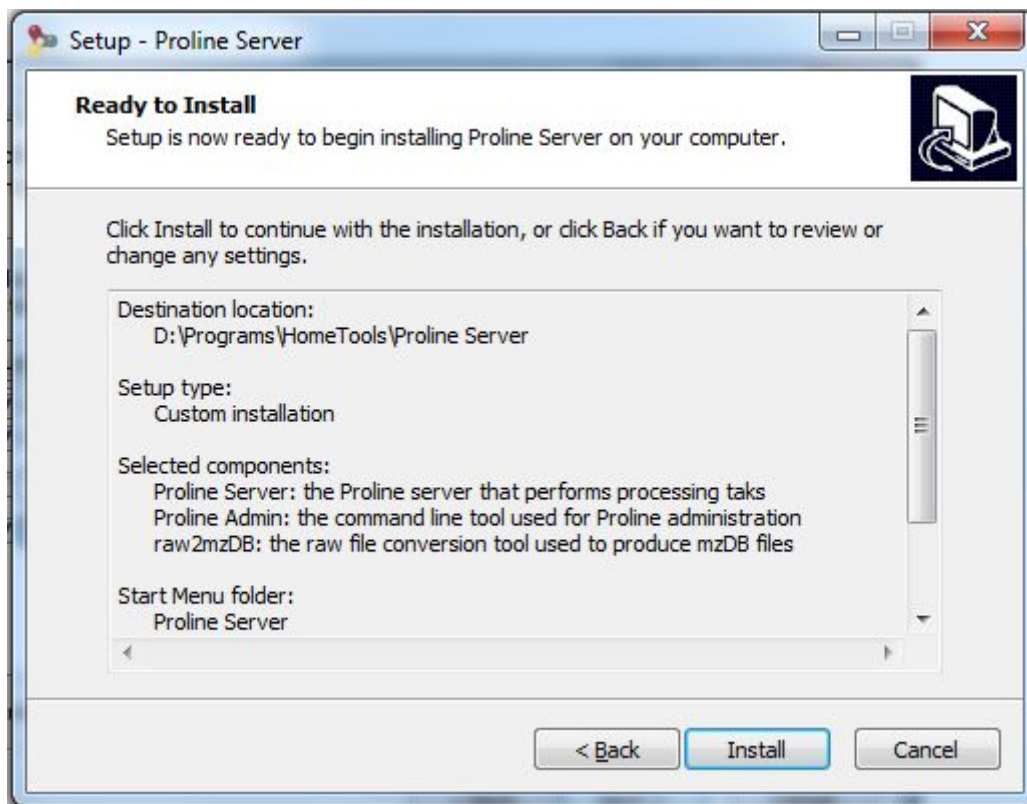 Setup - Proline Server
Ready to Install
Setup is now ready to begin installing Proline Server on your computer.
Click Install to continue with the installation, or click Back if you want to review or
change any settings.
Destination location:
D:\Programs\HomeTools\Proline Server
Setup type:
Custom installation
Selected components:
Proline Server: the Proline server that performs processing taks
Proline Admin: the command line tool used for Proline administration
raw2mzDB: the raw file conversion tool used to produce mzDB files
Start Menu folder:
Proline Server
< Back
Install
Cancel